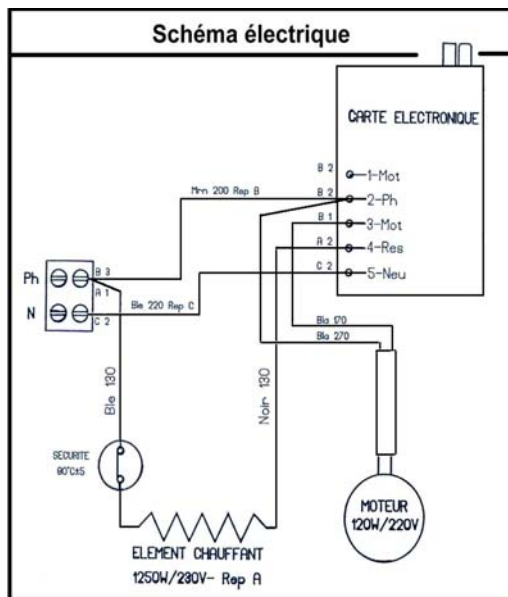 Schéma électrique
CARTE ELECTRONIQUE
B 2
1-Mot
Mrn 200 Rep B
B 2
2-Ph
B 1
3-Mot
A 2
4-Res
C 2
5-Neu
Ph
B 3
A 1
N
Ble 220 Rep C
C 2
Bla 170
Bla 270
Ble 130
Noir 130
SECURITE
90°C±5
MOTEUR
120W/220V
ELEMENT CHAUFFANT
1250W/230V- Rep A